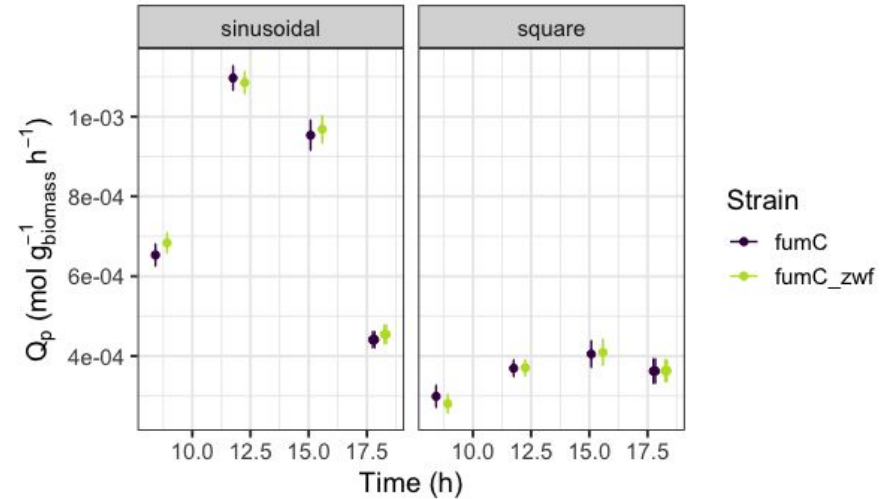 sinusoidal
square
1e-03
8e-04
6e-04
4e-04
Qp (mol g−1biomass h−1)
10.0 12.5 15.0 17.5
10.0 12.5 15.0 17.5
Time (h)
Strain
fumC
fumC_zwf